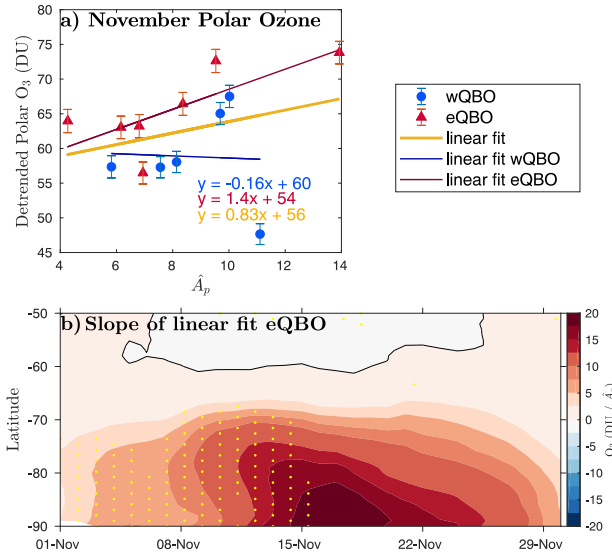 a) November Polar Ozone
Detrended Polar O₃ (DU)
80
75
70
65
60
55
50
45
y = -0.16x + 60
y = 1.4x + 54
y = 0.83x + 56
4
6
8
10
12
14
Âₚ
wQBO
eQBO
linear fit
linear fit wQBO
linear fit eQBO
b) Slope of linear fit eQBO
Latitude
-50
-60
-70
-80
-90
01-Nov
08-Nov
15-Nov
22-Nov
29-Nov
20
15
10
5
0
-5
-10
-15
-20
O₃ (DU / Âₚ)